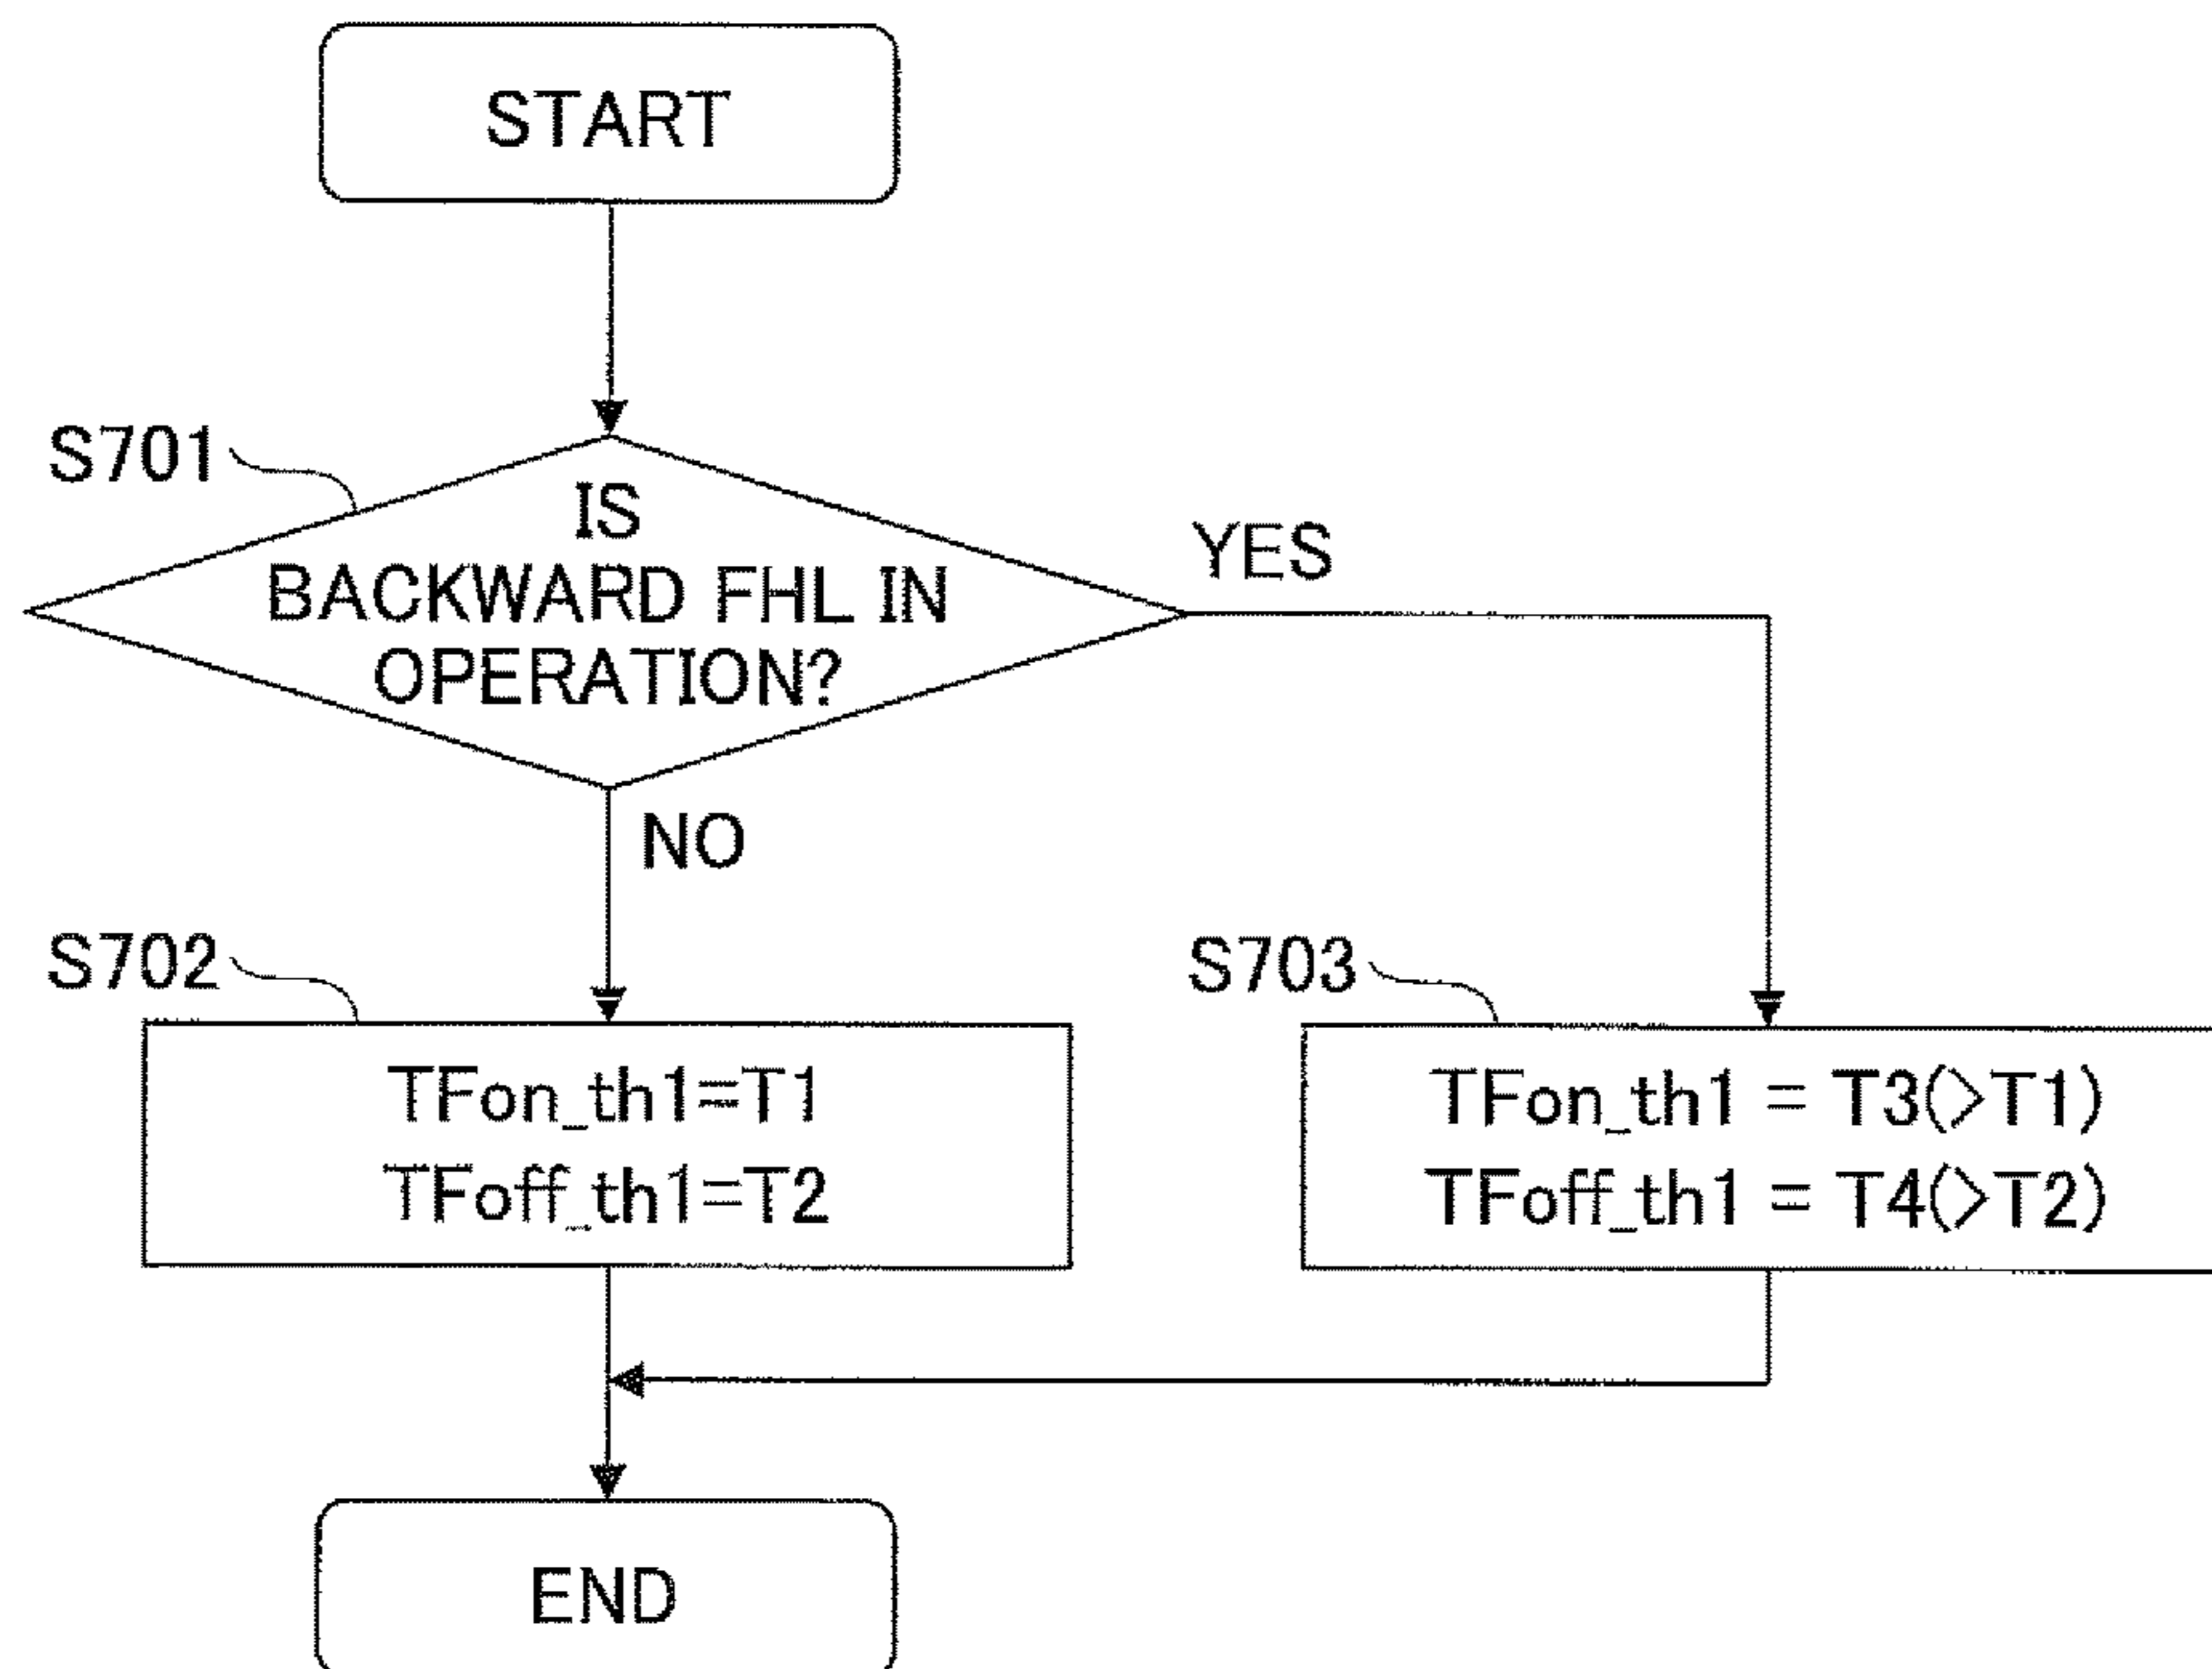 START
S701
IS
BACKWARD FHL IN
OPERATION?
YES
NO
S702
TFon_th1=T1
TFoff_th1=T2
S703
TFon_th1 = T3(>T1)
TFoff_th1 = T4(>T2)
END